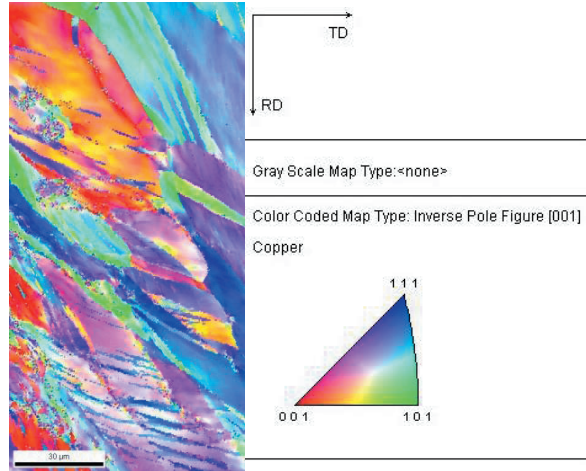 TD
RD
Gray Scale Map Type:<none>
Color Coded Map Type: Inverse Pole Figure [001]
Copper
1 1 1
0 0 1
1 0 1
30 µm